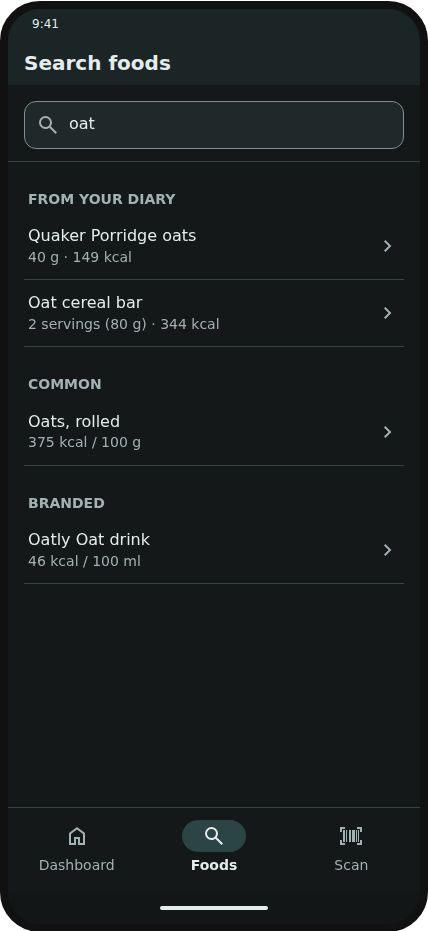 9:41
Search foods
oat
FROM YOUR DIARY
Quaker Porridge oats
40 g · 149 kcal
Oat cereal bar
2 servings (80 g) · 344 kcal
COMMON
Oats, rolled
375 kcal / 100 g
BRANDED
Oatly Oat drink
46 kcal / 100 ml
Dashboard
Foods
Scan